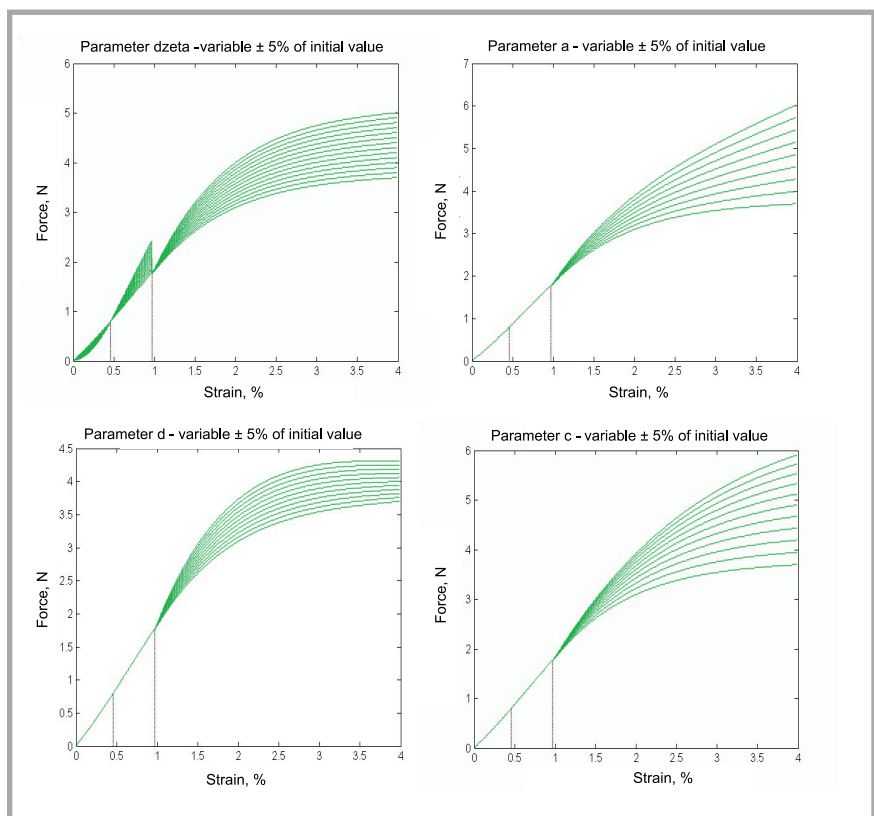 Parameter dzeta -variable ± 5% of initial value
6
5
4
3
2
1
0
Force, N
0 0.5 1 1.5 2 2.5 3 3.5 4
Strain, %
Parameter a - variable ± 5% of initial value
7
6
5
4
3
2
1
0
Force, N
0 0.5 1 1.5 2 2.5 3 3.5 4
Strain, %
Parameter d - variable ± 5% of initial value
4.5
4
3.5
3
2.5
2
1.5
1
0.5
0
Force, N
0 0.5 1 1.5 2 2.5 3 3.5 4
Strain, %
Parameter c - variable ± 5% of initial value
6
5
4
3
2
1
0
Force, N
0 0.5 1 1.5 2 2.5 3 3.5 4
Strain, %